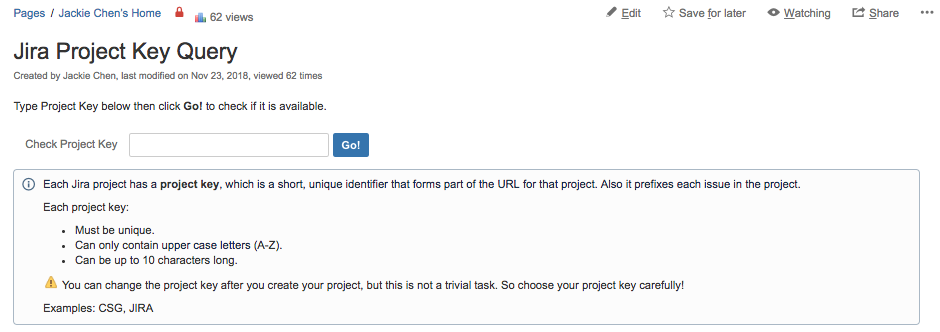 Pages / Jackie Chen's Home 62 views Edit Save for later Watching Share
Jira Project Key Query
Created by Jackie Chen, last modified on Nov 23, 2018, viewed 62 times
Type Project Key below then click Go! to check if it is available.
Check Project Key Go!
Each Jira project has a project key, which is a short, unique identifier that forms part of the URL for that project. Also it prefixes each issue in the project.
Each project key:
• Must be unique.
• Can only contain upper case letters (A-Z).
• Can be up to 10 characters long.
You can change the project key after you create your project, but this is not a trivial task. So choose your project key carefully!
Examples: CSG, JIRA